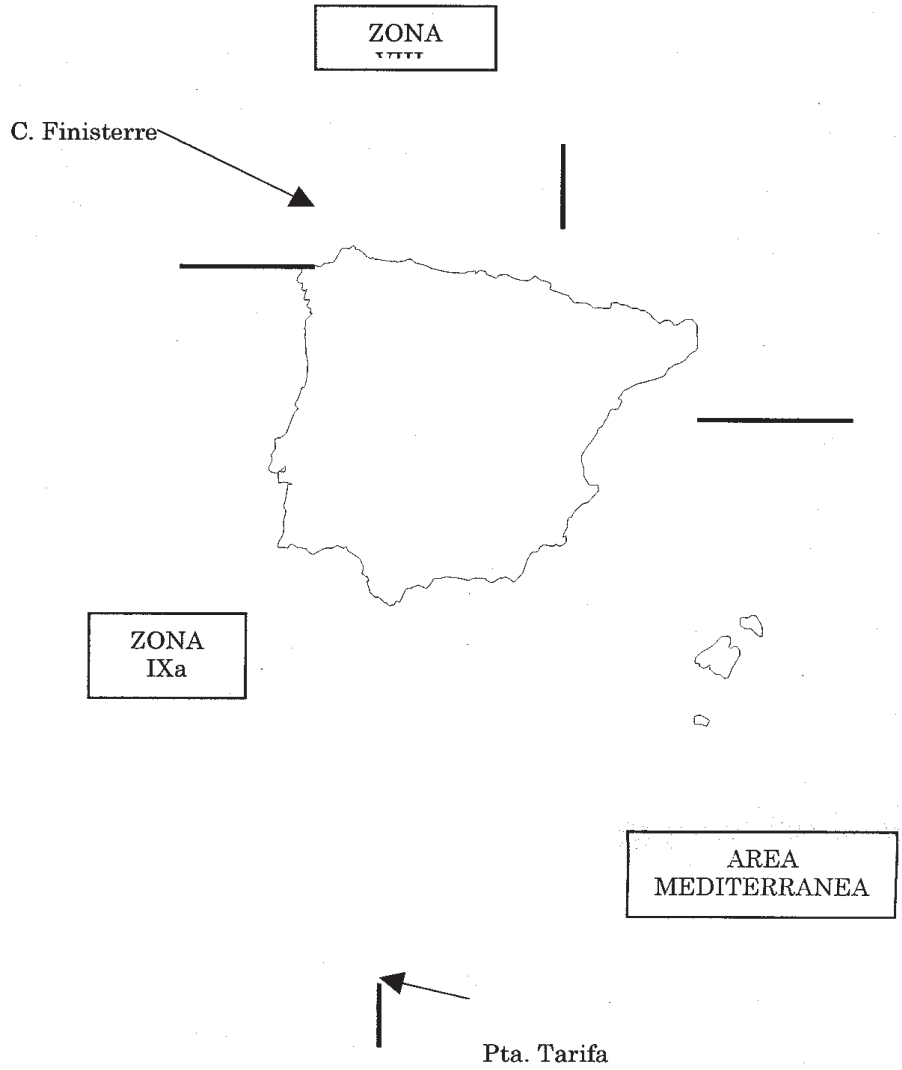 ZONA
C. Finisterre
ZONA
IXa
AREA
MEDITERRANEA
Pta. Tarifa